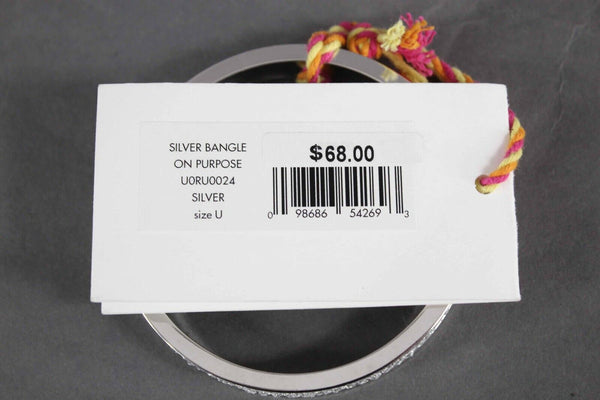 SILVER BANGLE
ON PURPOSE
U0RU0024
SILVER
size U
$68.00
0 98686 54269 3